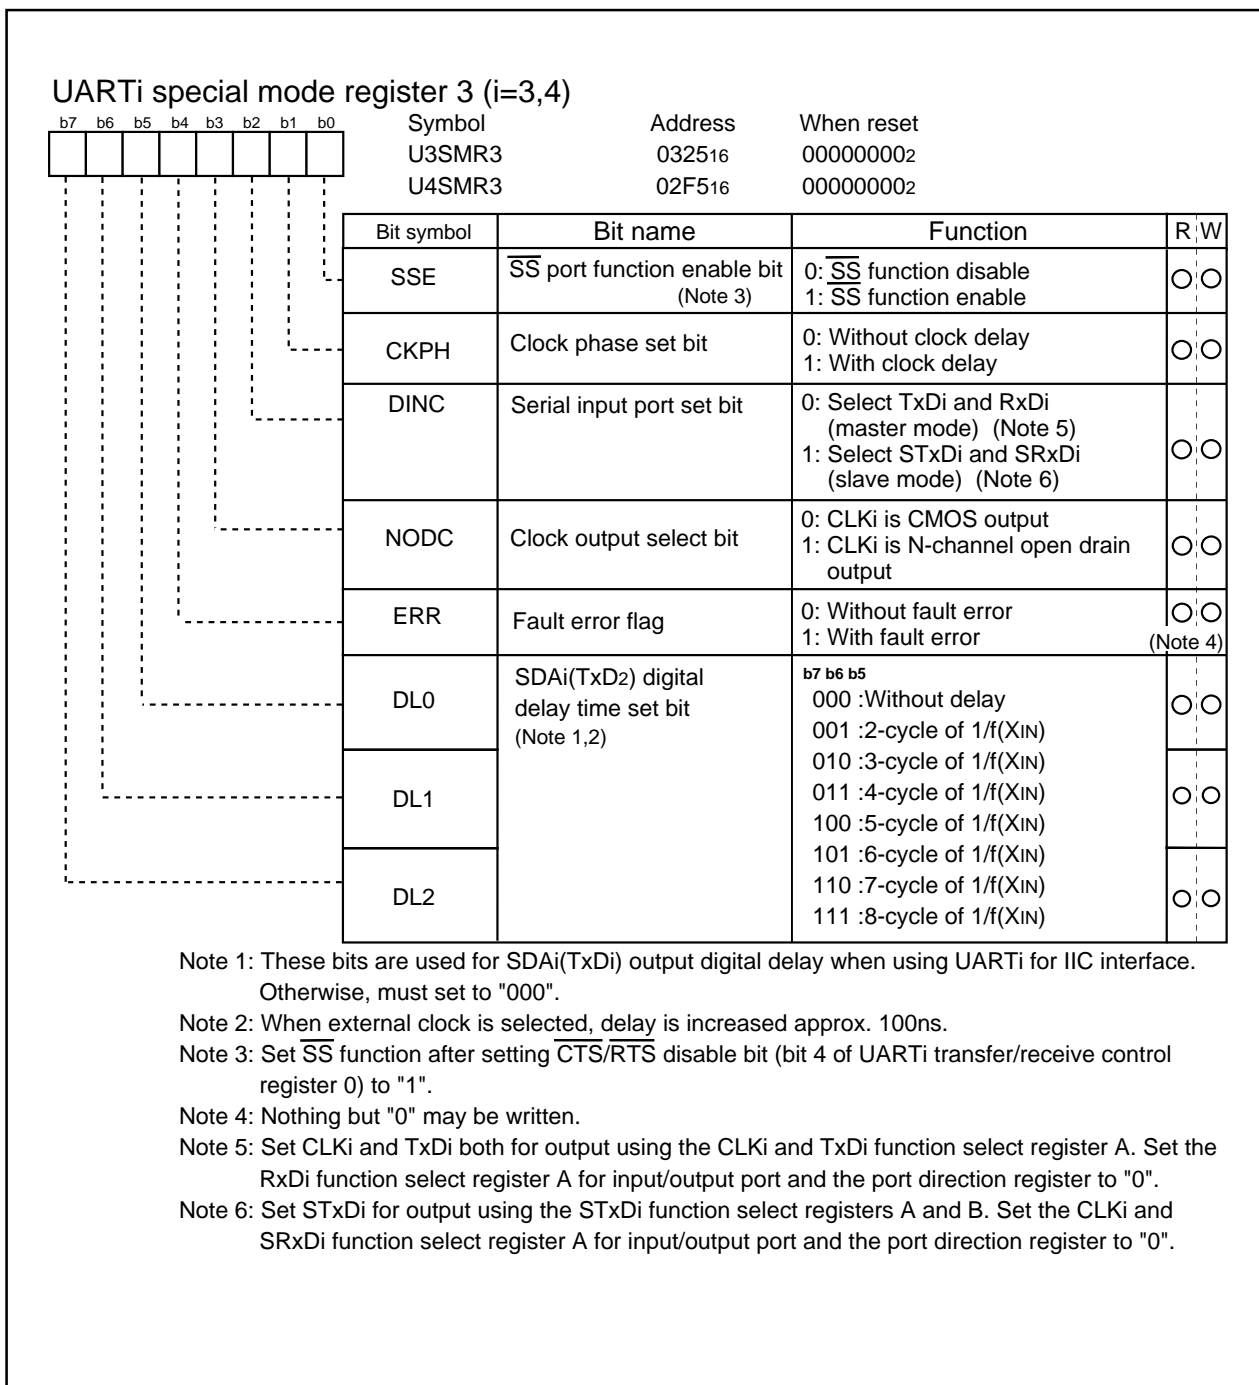 UARTi special mode register 3 (i=3,4)
b7 b6 b5 b4 b3 b2 b1 b0
Symbol Address When reset
U3SMR3 032516 000000002
U4SMR3 02F516 000000002
Bit symbol Bit name Function R W
SSE SS port function enable bit (Note 3) 0: SS function disable
1: SS function enable
CKPH Clock phase set bit 0: Without clock delay
1: With clock delay
DINC Serial input port set bit 0: Select TxDi and RxDi
(master mode) (Note 5)
1: Select STxDi and SRxDi
(slave mode) (Note 6)
NODC Clock output select bit 0: CLKi is CMOS output
1: CLKi is N-channel open drain
output
ERR Fault error flag 0: Without fault error
1: With fault error (Note 4)
DL0 SDAi(TxD2) digital
delay time set bit
(Note 1,2)
b7 b6 b5
000 :Without delay
001 :2-cycle of 1/f(XIN)
010 :3-cycle of 1/f(XIN)
DL1 011 :4-cycle of 1/f(XIN)
100 :5-cycle of 1/f(XIN)
101 :6-cycle of 1/f(XIN)
DL2 110 :7-cycle of 1/f(XIN)
111 :8-cycle of 1/f(XIN)
Note 1: These bits are used for SDAi(TxDi) output digital delay when using UARTi for IIC interface.
Otherwise, must set to "000".
Note 2: When external clock is selected, delay is increased approx. 100ns.
Note 3: Set SS function after setting CTS/RTS disable bit (bit 4 of UARTi transfer/receive control
register 0) to "1".
Note 4: Nothing but "0" may be written.
Note 5: Set CLKi and TxDi both for output using the CLKi and TxDi function select register A. Set the
RxDi function select register A for input/output port and the port direction register to "0".
Note 6: Set STxDi for output using the STxDi function select registers A and B. Set the CLKi and
SRxDi function select register A for input/output port and the port direction register to "0".